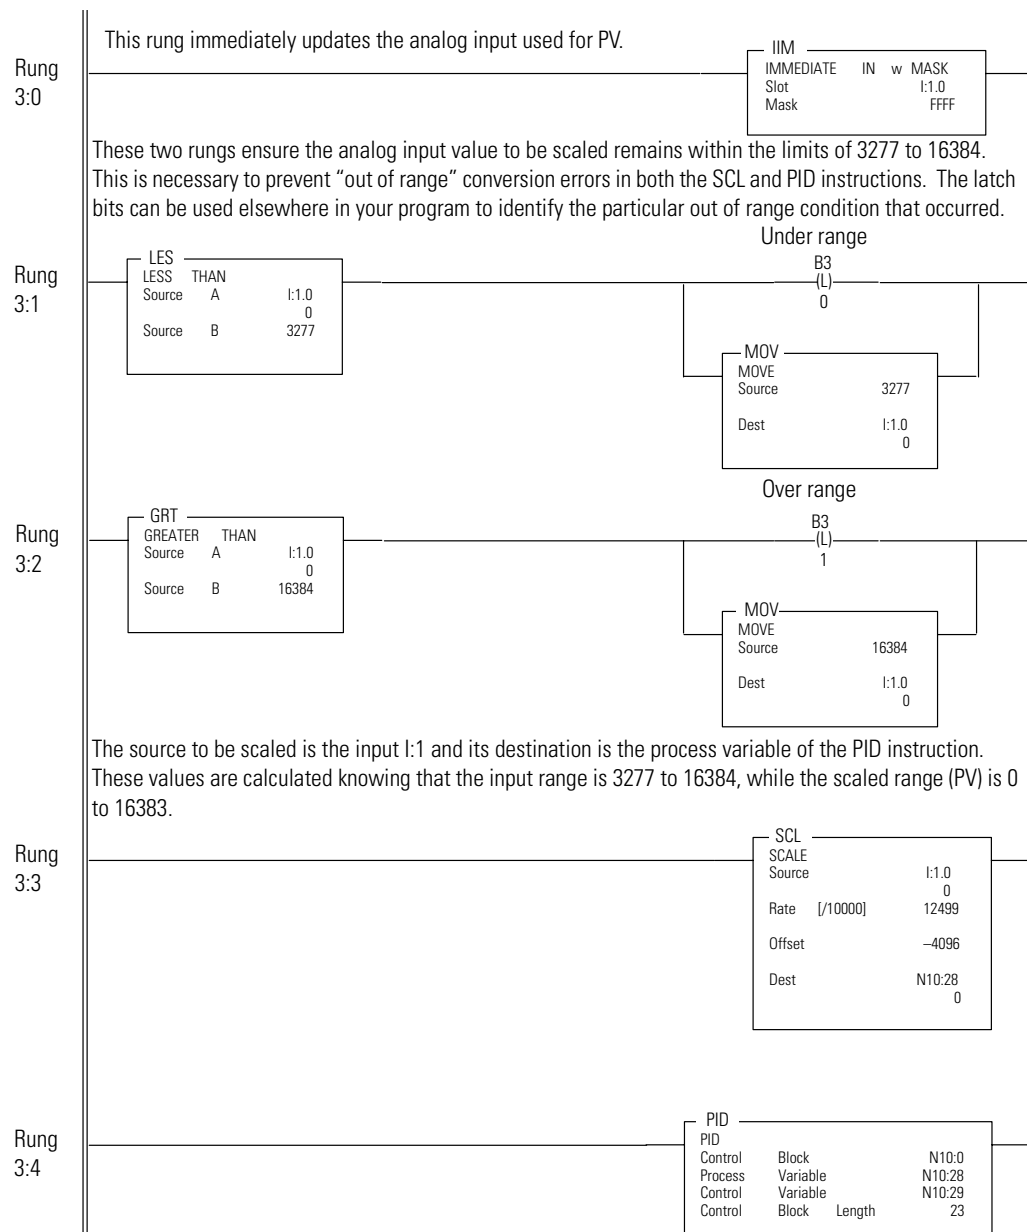 This rung immediately updates the analog input used for PV.
Rung
3:0
IIM
IMMEDIATE IN w MASK
Slot I:1.0
Mask FFFF
These two rungs ensure the analog input value to be scaled remains within the limits of 3277 to 16384.
This is necessary to prevent “out of range” conversion errors in both the SCL and PID instructions. The latch
bits can be used elsewhere in your program to identify the particular out of range condition that occurred.
Under range
Rung
3:1
LES
LESS THAN
Source A I:1.0
0
Source B 3277
B3
(L)
0
MOV
MOVE
Source 3277
Dest I:1.0
0
Over range
Rung
3:2
GRT
GREATER THAN
Source A I:1.0
0
Source B 16384
B3
(L)
1
MOV
MOVE
Source 16384
Dest I:1.0
0
The source to be scaled is the input I:1 and its destination is the process variable of the PID instruction.
These values are calculated knowing that the input range is 3277 to 16384, while the scaled range (PV) is 0
to 16383.
Rung
3:3
SCL
SCALE
Source I:1.0
0
Rate [/10000] 12499
Offset –4096
Dest N10:28
0
Rung
3:4
PID
PID
Control Block N10:0
Process Variable N10:28
Control Variable N10:29
Control Block Length 23